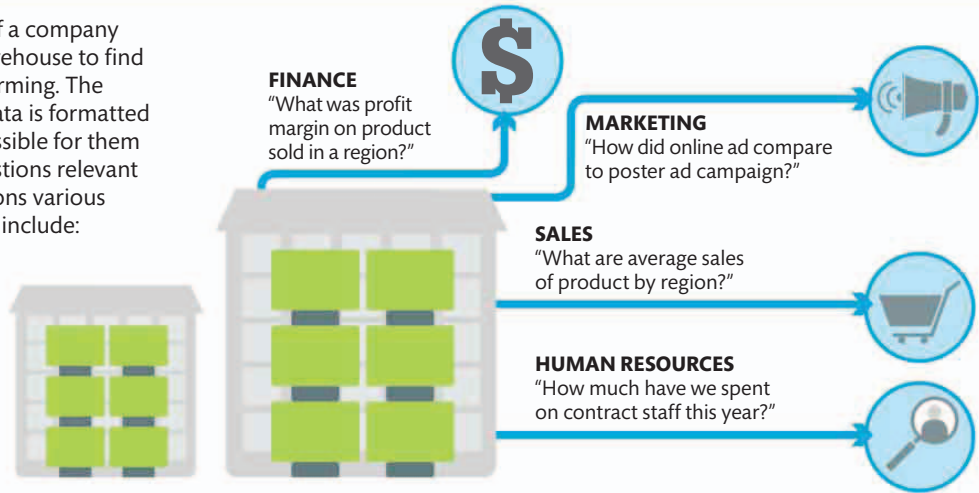 f a company
rehouse to find
rming. The
ata is formatted
ssible for them
stions relevant
ons various
include:
FINANCE
“What was profit
margin on product
sold in a region?”
$
MARKETING
“How did online ad compare
to poster ad campaign?”
SALES
“What are average sales
of product by region?”
HUMAN RESOURCES
“How much have we spent
on contract staff this year?”